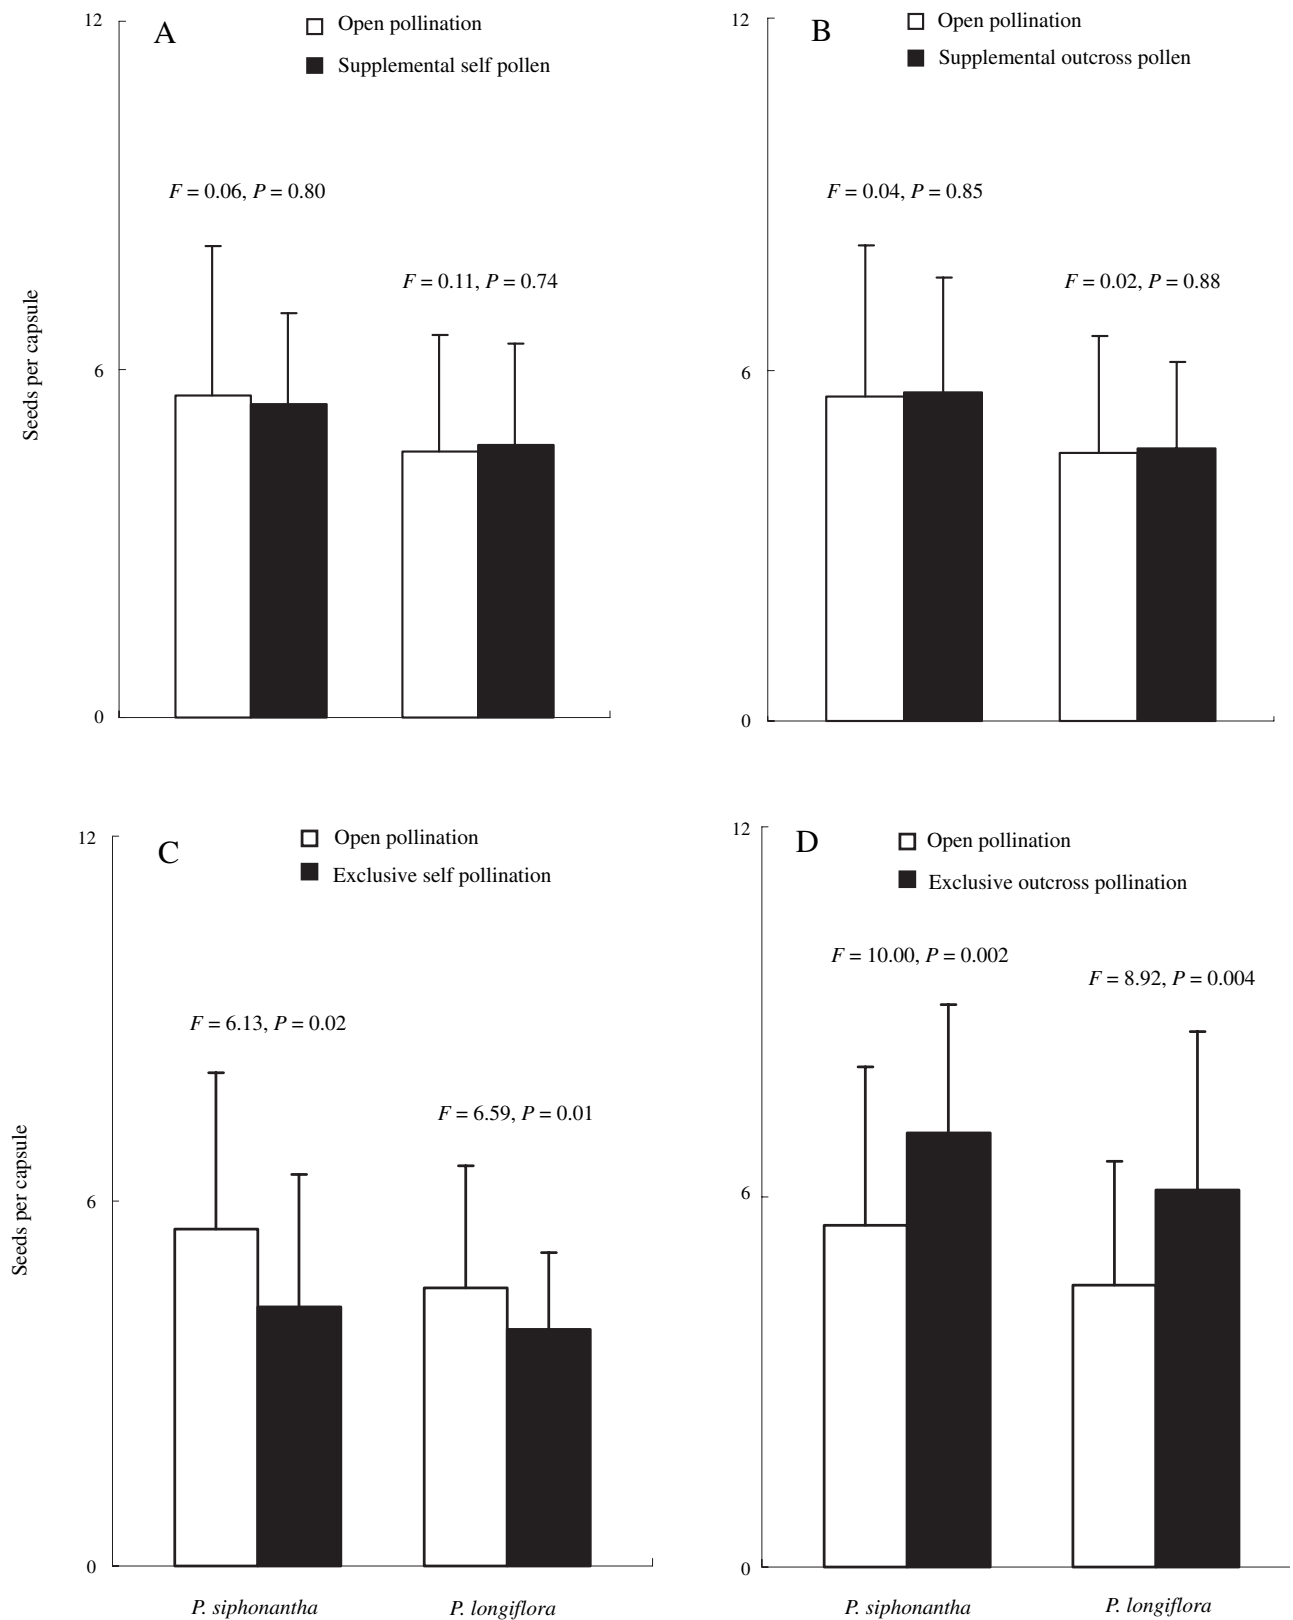 A
Open pollination
Supplemental self pollen
12
F = 0.06, P = 0.80
F = 0.11, P = 0.74
Seeds per capsule
6
0
B
Open pollination
Supplemental outcross pollen
12
F = 0.04, P = 0.85
F = 0.02, P = 0.88
6
0
C
Open pollination
Exclusive self pollination
12
F = 6.13, P = 0.02
F = 6.59, P = 0.01
Seeds per capsule
6
0
P. siphonantha
P. longiflora
D
Open pollination
Exclusive outcross pollination
12
F = 10.00, P = 0.002
F = 8.92, P = 0.004
6
0
P. siphonantha
P. longiflora